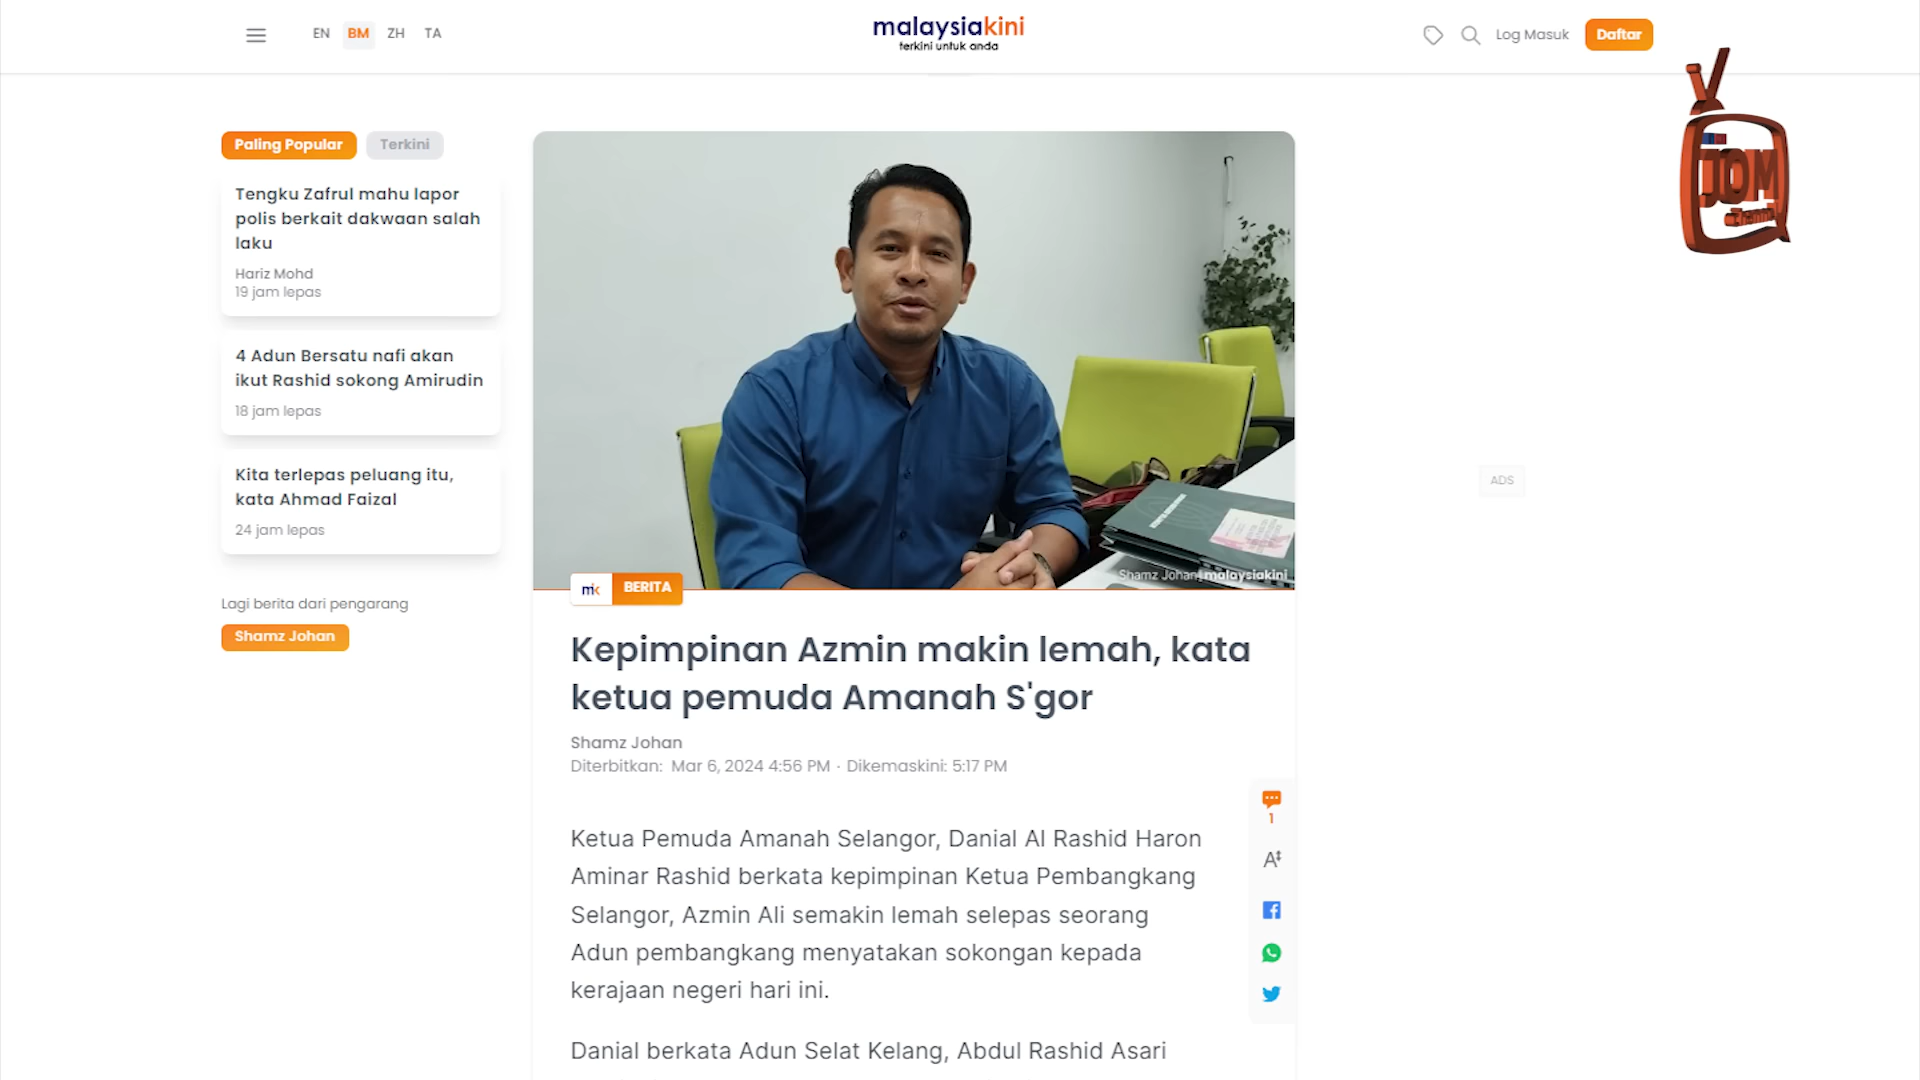 EN BM ZH TA
malaysiakini
terkini untuk anda
Log Masuk
Daftar
JOM
Channel
Paling Popular
Terkini
Tengku Zafrul mahu lapor
polis berkait dakwaan salah
laku
Hariz Mohd
19 jam lepas
4 Adun Bersatu nafi akan
ikut Rashid sokong Amirudin
18 jam lepas
Kita terlepas peluang itu,
kata Ahmad Faizal
24 jam lepas
Lagi berita dari pengarang
Shamz Johan
Shamz Johan | malaysiakini
mk BERITA
Kepimpinan Azmin makin lemah, kata
ketua pemuda Amanah S'gor
Shamz Johan
Diterbitkan: Mar 6, 2024 4:56 PM · Dikemaskini: 5:17 PM
Ketua Pemuda Amanah Selangor, Danial Al Rashid Haron
Aminar Rashid berkata kepimpinan Ketua Pembangkang
Selangor, Azmin Ali semakin lemah selepas seorang
Adun pembangkang menyatakan sokongan kepada
kerajaan negeri hari ini.
Danial berkata Adun Selat Kelang, Abdul Rashid Asari
1
A
ADS